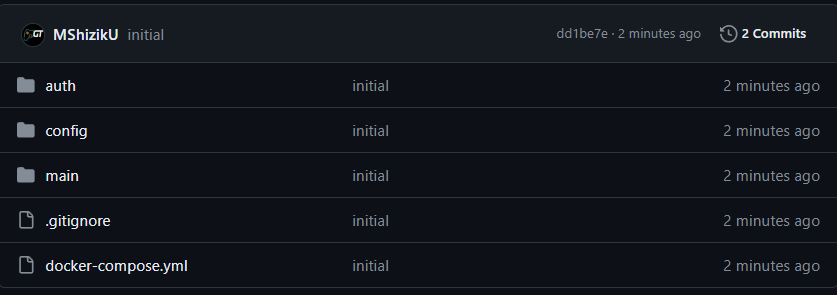 GT MShizikU initial dd1be7e · 2 minutes ago 2 Commits
auth initial 2 minutes ago
config initial 2 minutes ago
main initial 2 minutes ago
.gitignore initial 2 minutes ago
docker-compose.yml initial 2 minutes ago